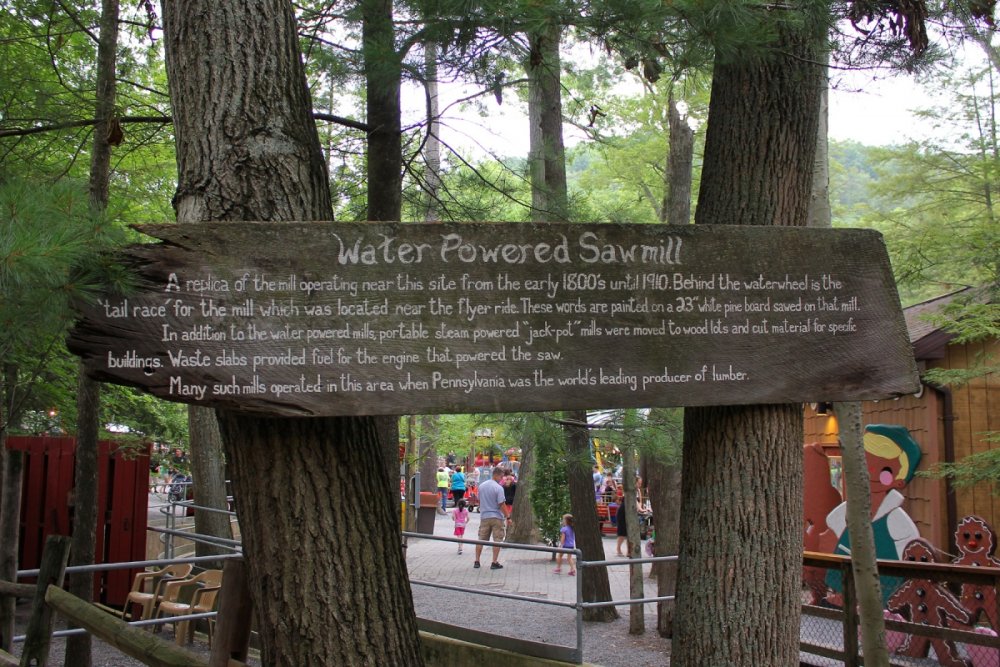 Water Powered Sawmill
A replica of the mill operating near this site from the early 1800's until 1910. Behind the waterwheel is the
"tail race" for the mill which was located near the Flyer ride. These words are painted on a 23" white pine board sawed on that mill.
In addition to the water powered mills, portable steam powered "jack-pot" mills were moved to wood lots and cut material for specific
buildings. Waste slabs provided fuel for the engine that powered the saw.
Many such mills operated in this area when Pennsylvania was the world's leading producer of lumber.